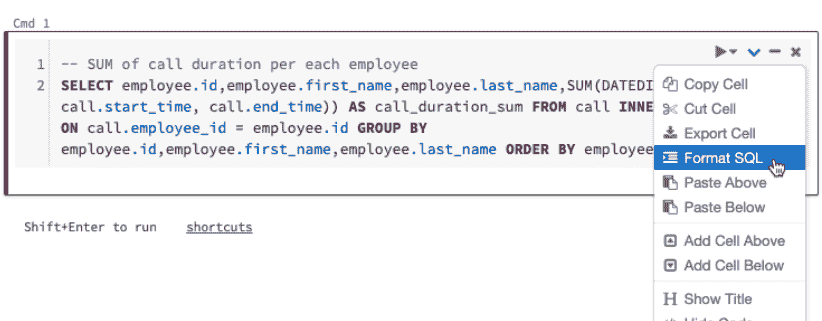 Cmd 1
1 -- SUM of call duration per each employee
2 SELECT employee.id,employee.first_name,employee.last_name,SUM(DATEDI
call.start_time, call.end_time)) AS call_duration_sum FROM call INNE
ON call.employee_id = employee.id GROUP BY
employee.id,employee.first_name,employee.last_name ORDER BY employee
Copy Cell
Cut Cell
Export Cell
Format SQL
Paste Above
Paste Below
Add Cell Above
Add Cell Below
H Show Title
Hide Code
Shift+Enter to run shortcuts